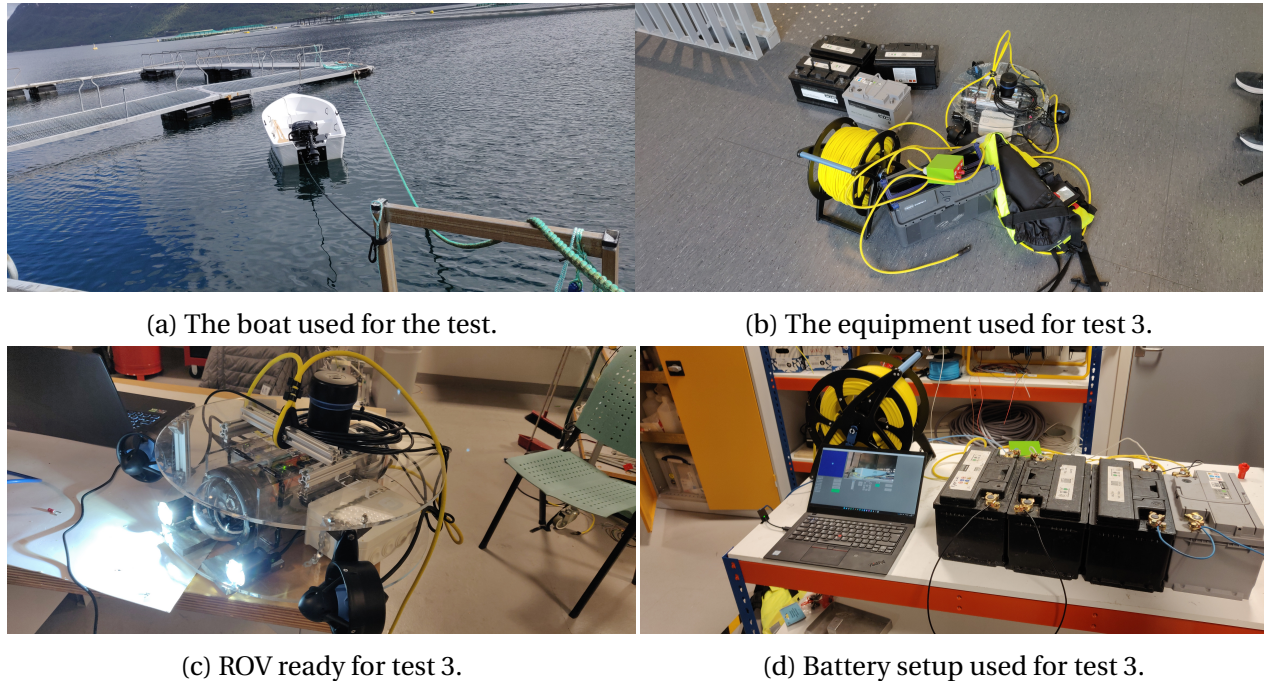 (a) The boat used for the test.
(b) The equipment used for test 3.
(c) ROV ready for test 3.
(d) Battery setup used for test 3.